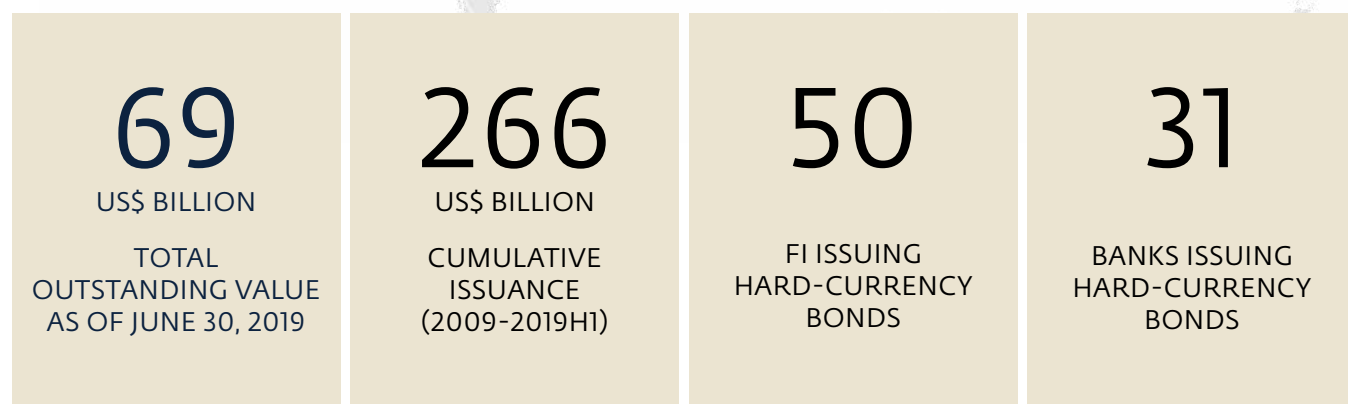 69
US$ BILLION
TOTAL
OUTSTANDING VALUE
AS OF JUNE 30, 2019
266
US$ BILLION
CUMULATIVE
ISSUANCE
(2009-2019H1)
50
FI ISSUING
HARD-CURRENCY
BONDS
31
BANKS ISSUING
HARD-CURRENCY
BONDS